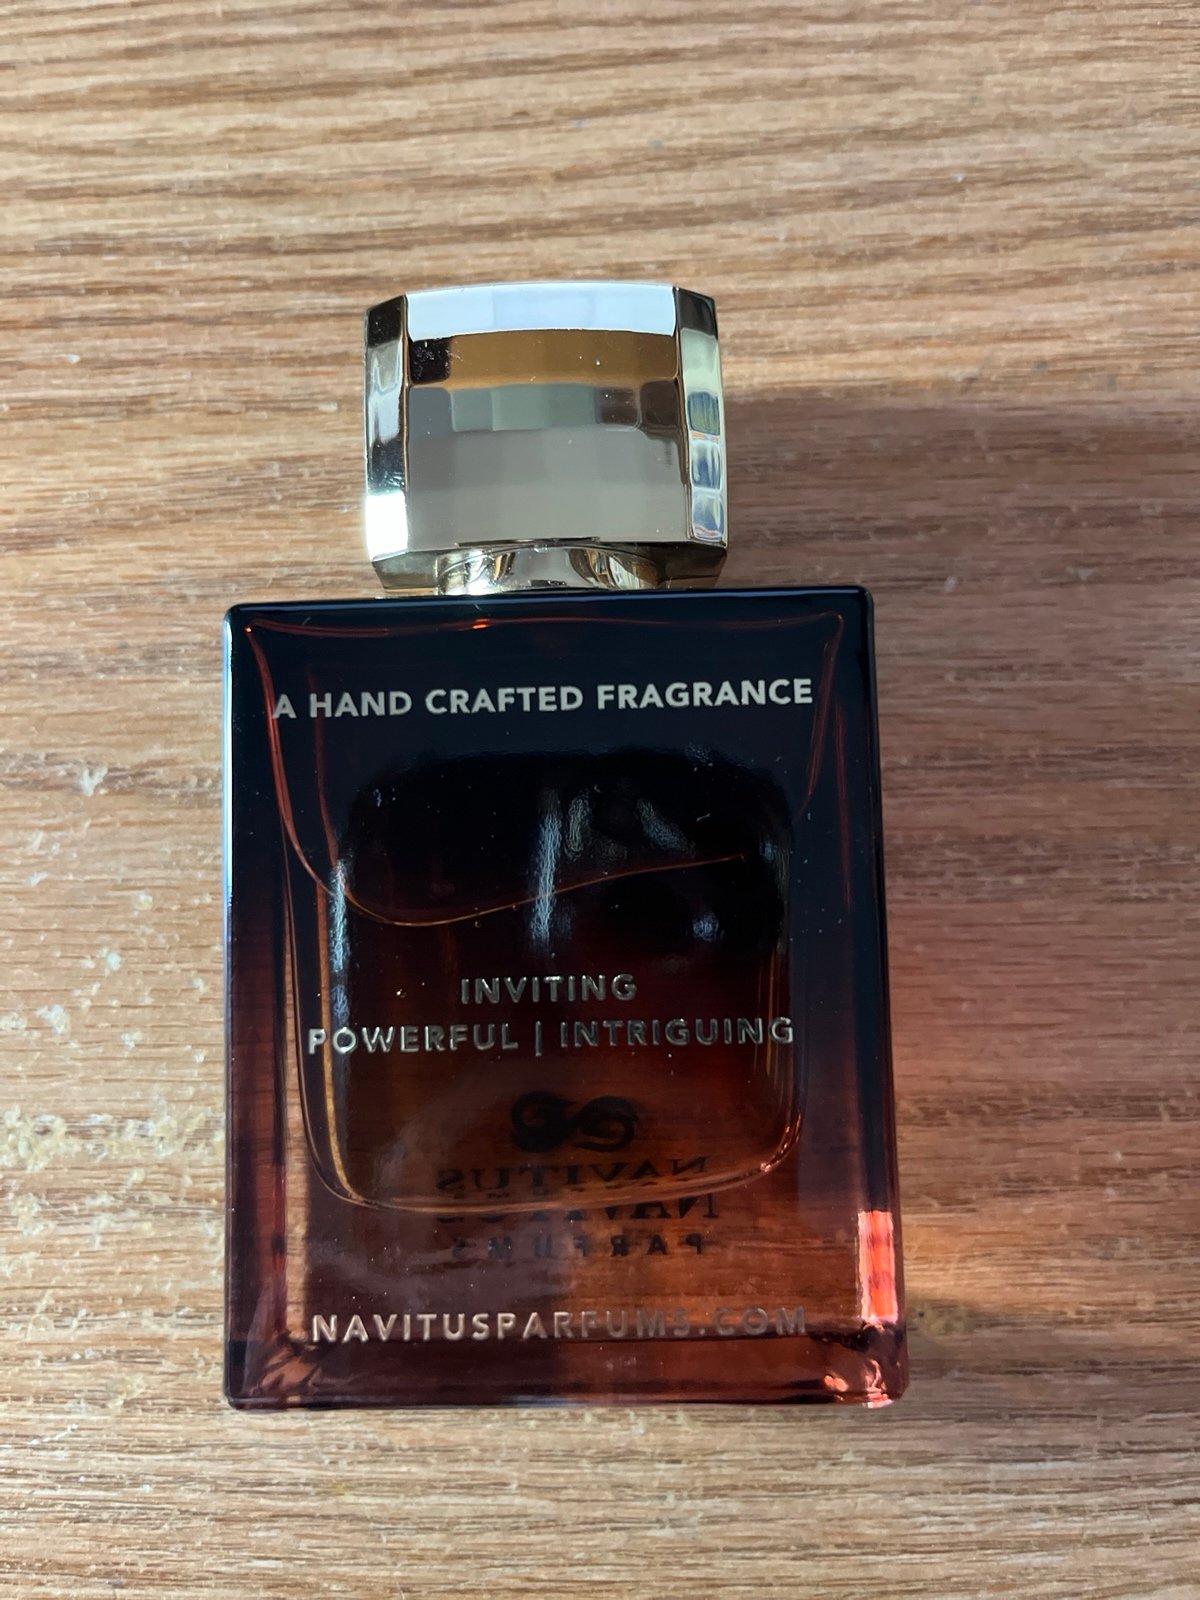 A HAND CRAFTED FRAGRANCE
INVITING
POWERFUL | INTRIGUING
NAVITUS
PARFUMS
NAVITUSPARFUMS.COM